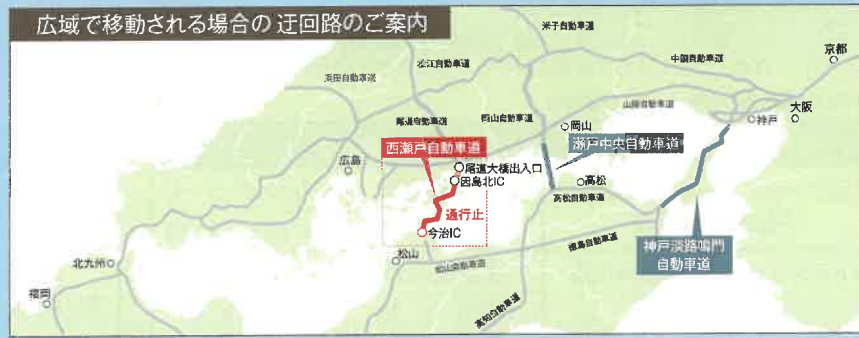 広域で移動される場合の 迂回路のご案内
米子自動車道
京都
松江自動車道
中国自動車道
浜田自動車道
山陽自動車道
大阪
神戸
尾道自動車道
岡山自動車道
岡山
西瀬戸自動車道
瀬戸中央自動車道
広島
尾道大橋出入口
因島北IC
高松
高松自動車道
通行止
今治IC
徳島自動車道
神戸淡路鳴門
自動車道
松山
松山自動車道
北九州
高知自動車道
福岡